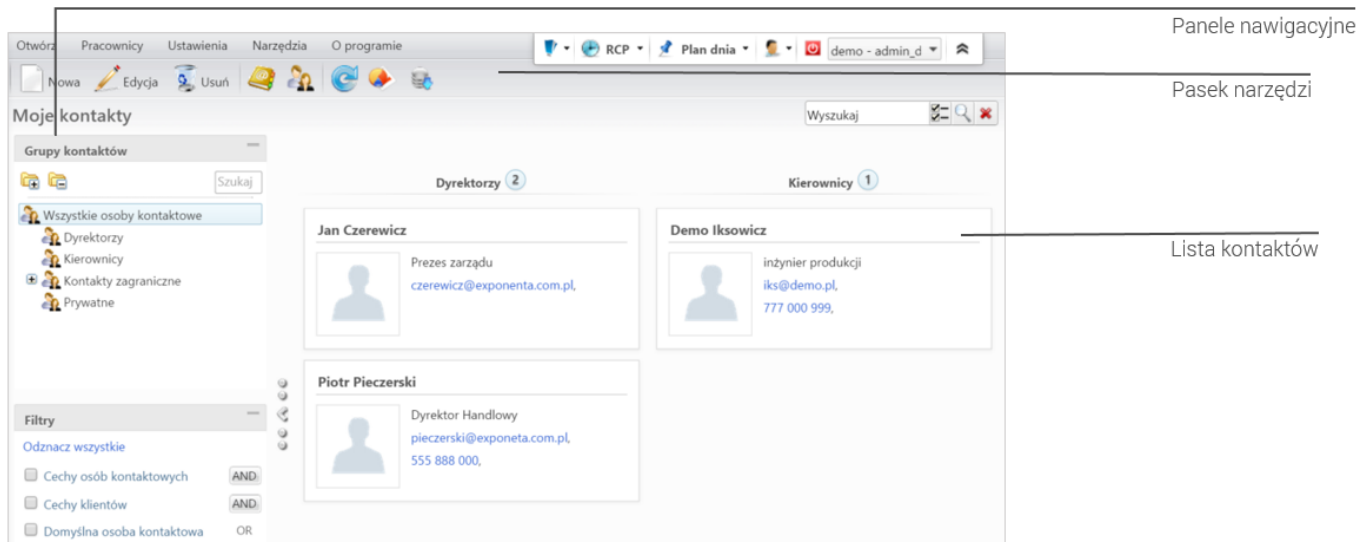 Panele nawigacyjne
Otwórz Pracownicy Ustawienia Narzędzia O programie
RCP Plan dnia demo - admin_d
Nowa Edycja Usuń
Pasek narzędzi
Moje kontakty
Wyszukaj
Grupy kontaktów
Szukaj
Dyrektorzy 2
Kierownicy 1
Wszystkie osoby kontaktowe
Dyrektorzy
Kierownicy
Kontakty zagraniczne
Prywatne
Jan Czerewicz
Prezes zarządu
czerewicz@exponenta.com.pl,
Demo Iksowicz
inżynier produkcji
iks@demo.pl,
777 000 999,
Lista kontaktów
Piotr Pieczerski
Dyrektor Handlowy
pieczerski@exponeta.com.pl,
555 888 000,
Filtry
Odznacz wszystkie
Cechy osób kontaktowych AND
Cechy klientów AND
Domyślna osoba kontaktowa OR